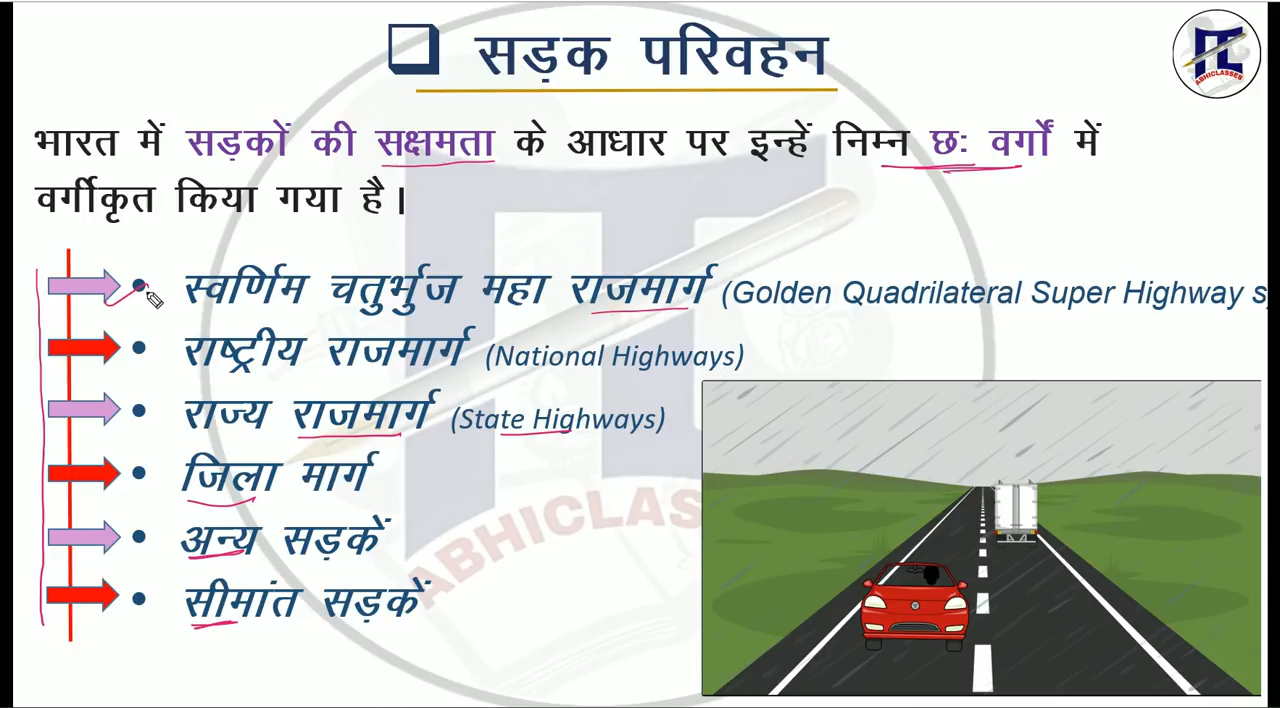 सड़क परिवहन
ABHICLASSES
भारत में सड़कों की सक्षमता के आधार पर इन्हें निम्न छः वर्गों में
वर्गीकृत किया गया है।
• स्वर्णिम चतुर्भुज महा राजमार्ग (Golden Quadrilateral Super Highway s
• राष्ट्रीय राजमार्ग (National Highways)
• राज्य राजमार्ग (State Highways)
• जिला मार्ग
• अन्य सड़कें
• सीमांत सड़कें
ABHICLAS